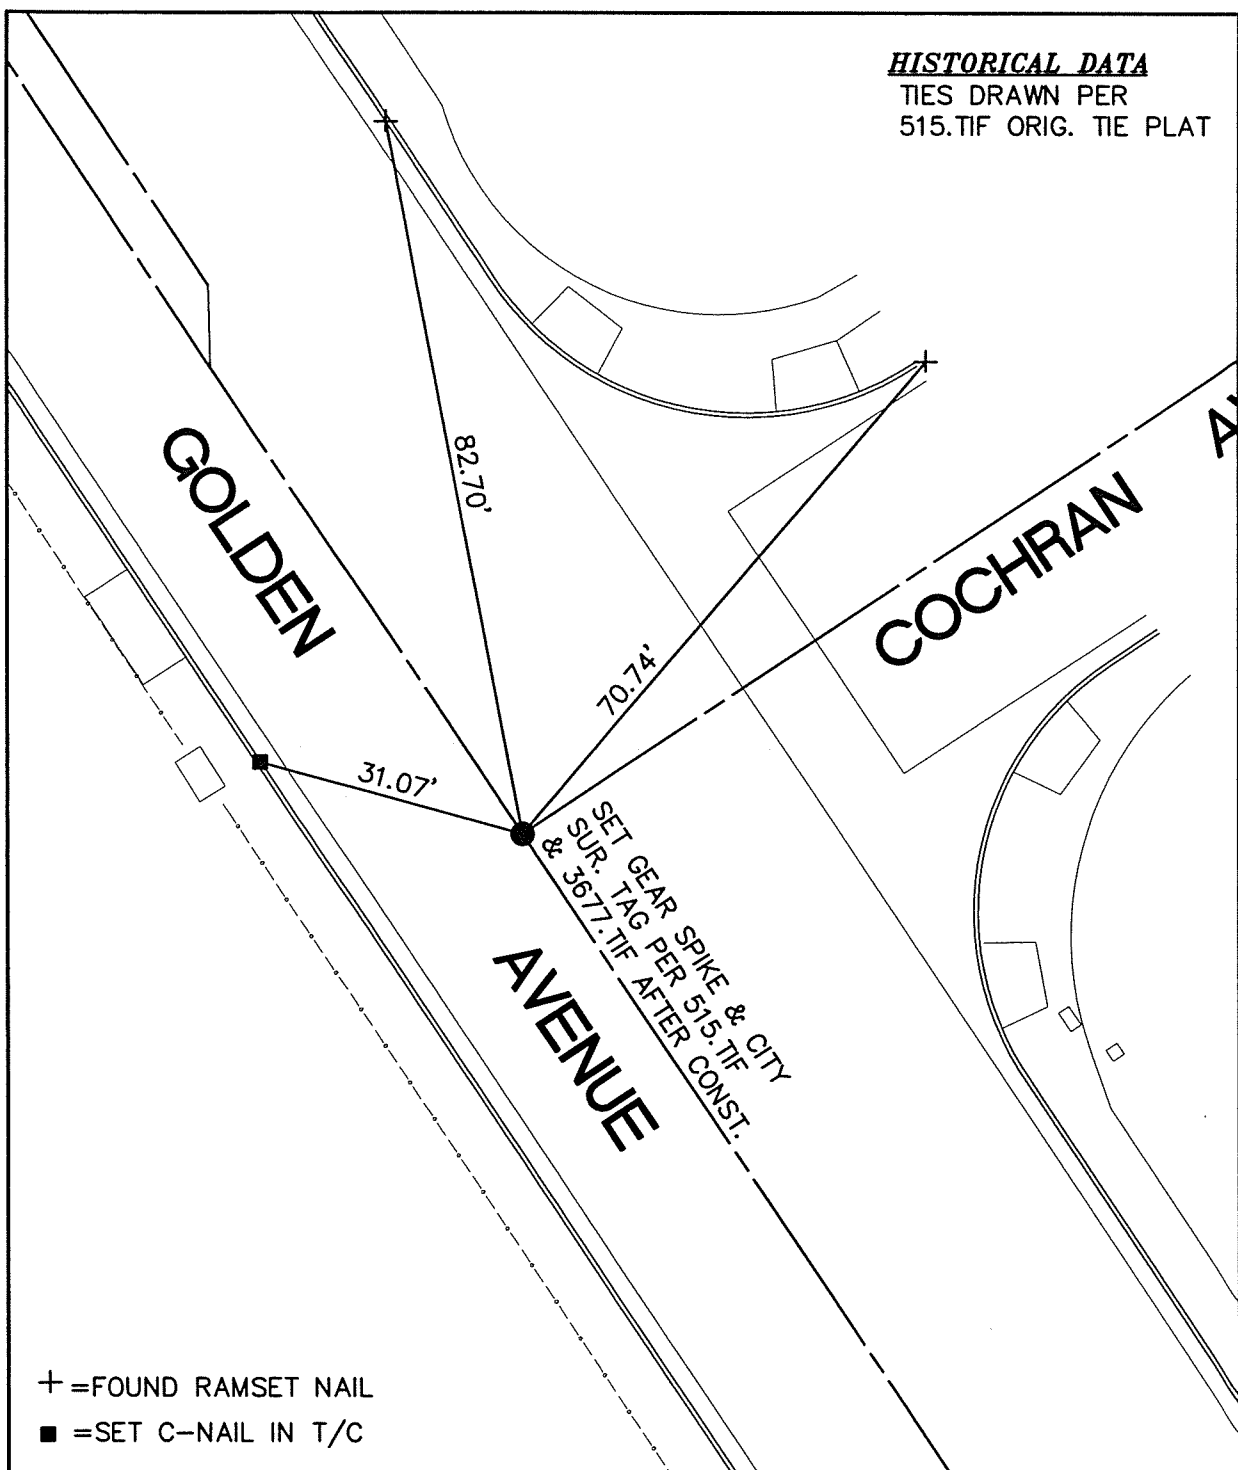 HISTORICAL DATA
TIES DRAWN PER
515.TIF ORIG. TIE PLAT
GOLDEN
82.70'
COCHRAN
70.74'
31.07'
SET GEAR SPIKE & CITY
SUR. TAG PER 515.TIF
& 3677.TIF AFTER CONST.
AVENUE
+ =FOUND RAMSET NAIL
■ =SET C-NAIL IN T/C